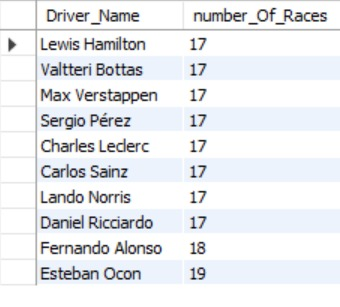 Driver_Name number_Of_Races
Lewis Hamilton 17
Valtteri Bottas 17
Max Verstappen 17
Sergio Pérez 17
Charles Leclerc 17
Carlos Sainz 17
Lando Norris 17
Daniel Ricciardo 17
Fernando Alonso 18
Esteban Ocon 19